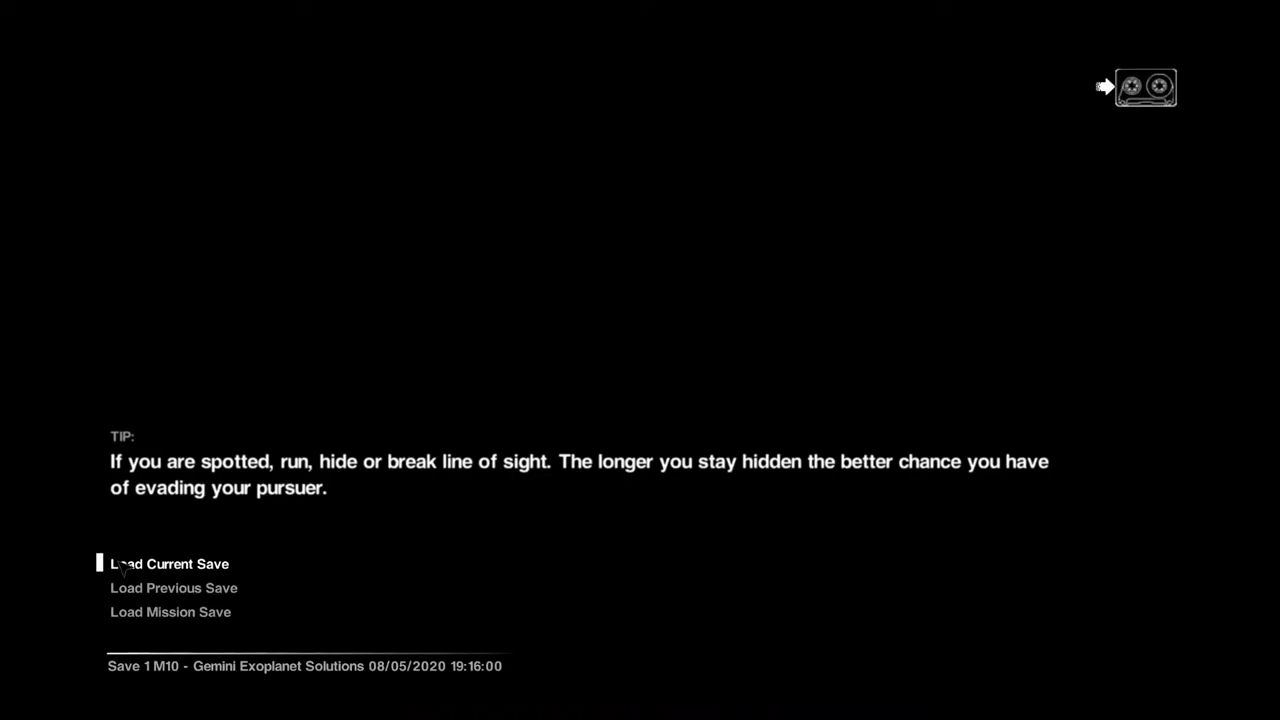 TIP:
If you are spotted, run, hide or break line of sight. The longer you stay hidden the better chance you have
of evading your pursuer.
Load Current Save
Load Previous Save
Load Mission Save
Save 1 M10 - Gemini Exoplanet Solutions 08/05/2020 19:16:00